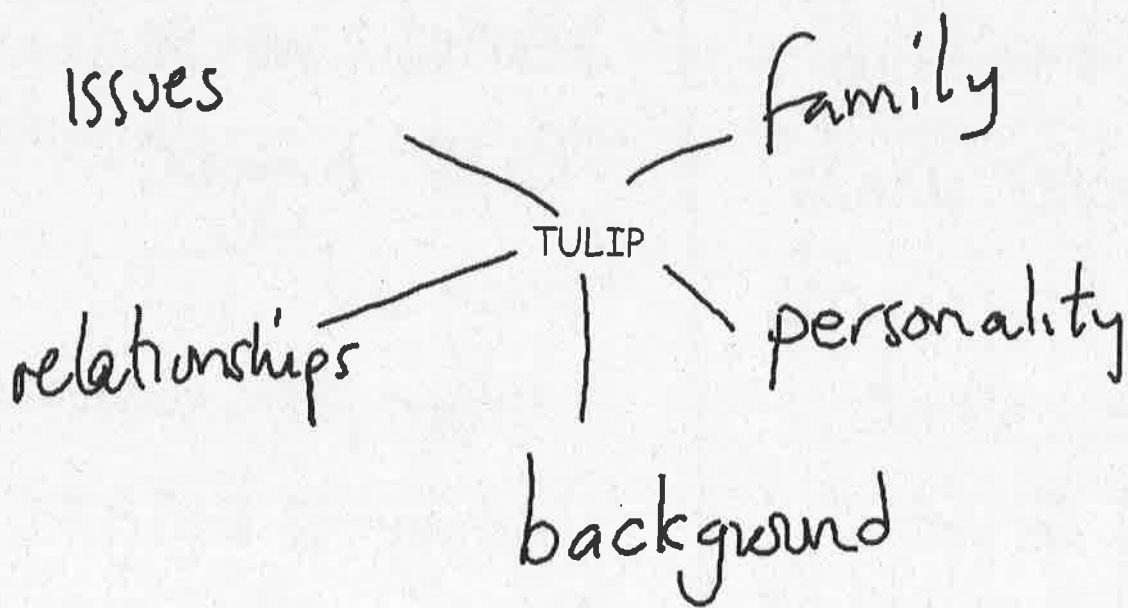 Issues
family
TULIP
relationships
personality
background